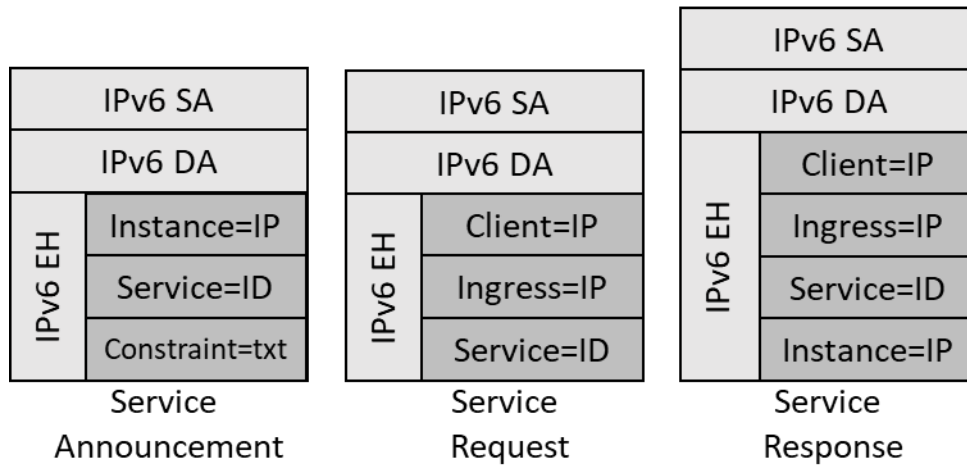 IPv6 SA
IPv6 DA
IPv6 EH
Instance=IP
Service=ID
Constraint=txt
Service
Announcement
IPv6 SA
IPv6 DA
IPv6 EH
Client=IP
Ingress=IP
Service=ID
Service
Request
IPv6 SA
IPv6 DA
IPv6 EH
Client=IP
Ingress=IP
Service=ID
Instance=IP
Service
Response